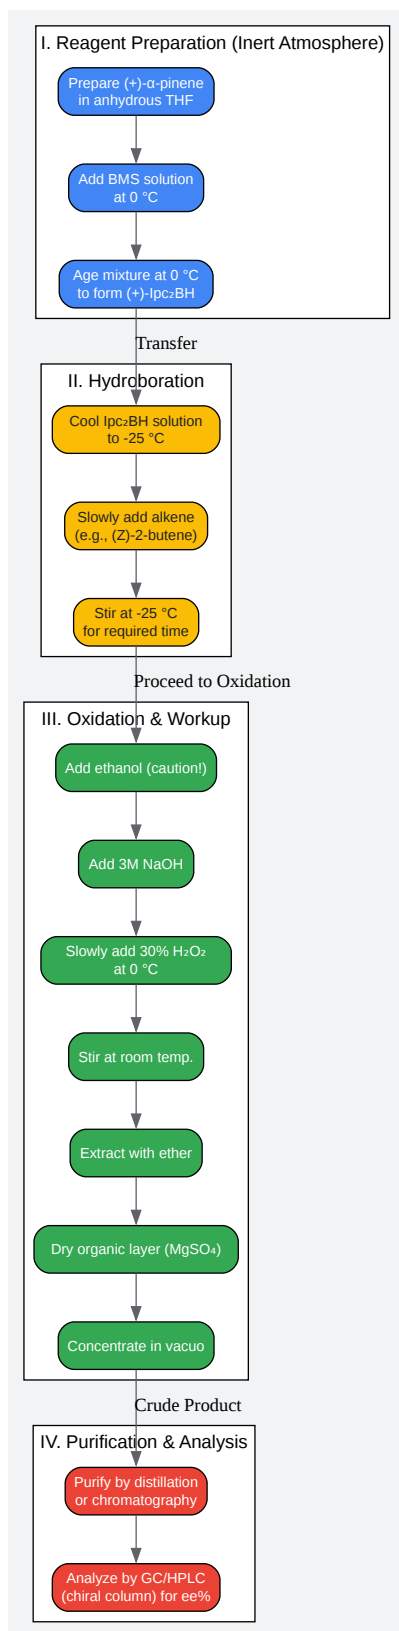 I. Reagent Preparation (Inert Atmosphere)
Prepare (+)-α-pinene
in anhydrous THF
Add BMS solution
at 0 °C
Age mixture at 0 °C
to form (+)-Ipc₂BH
Transfer
II. Hydroboration
Cool Ipc₂BH solution
to -25 °C
Slowly add alkene
(e.g., (Z)-2-butene)
Stir at -25 °C
for required time
Proceed to Oxidation
III. Oxidation & Workup
Add ethanol (caution!)
Add 3M NaOH
Slowly add 30% H₂O₂
at 0 °C
Stir at room temp.
Extract with ether
Dry organic layer (MgSO₄)
Concentrate in vacuo
Crude Product
IV. Purification & Analysis
Purify by distillation
or chromatography
Analyze by GC/HPLC
(chiral column) for ee%